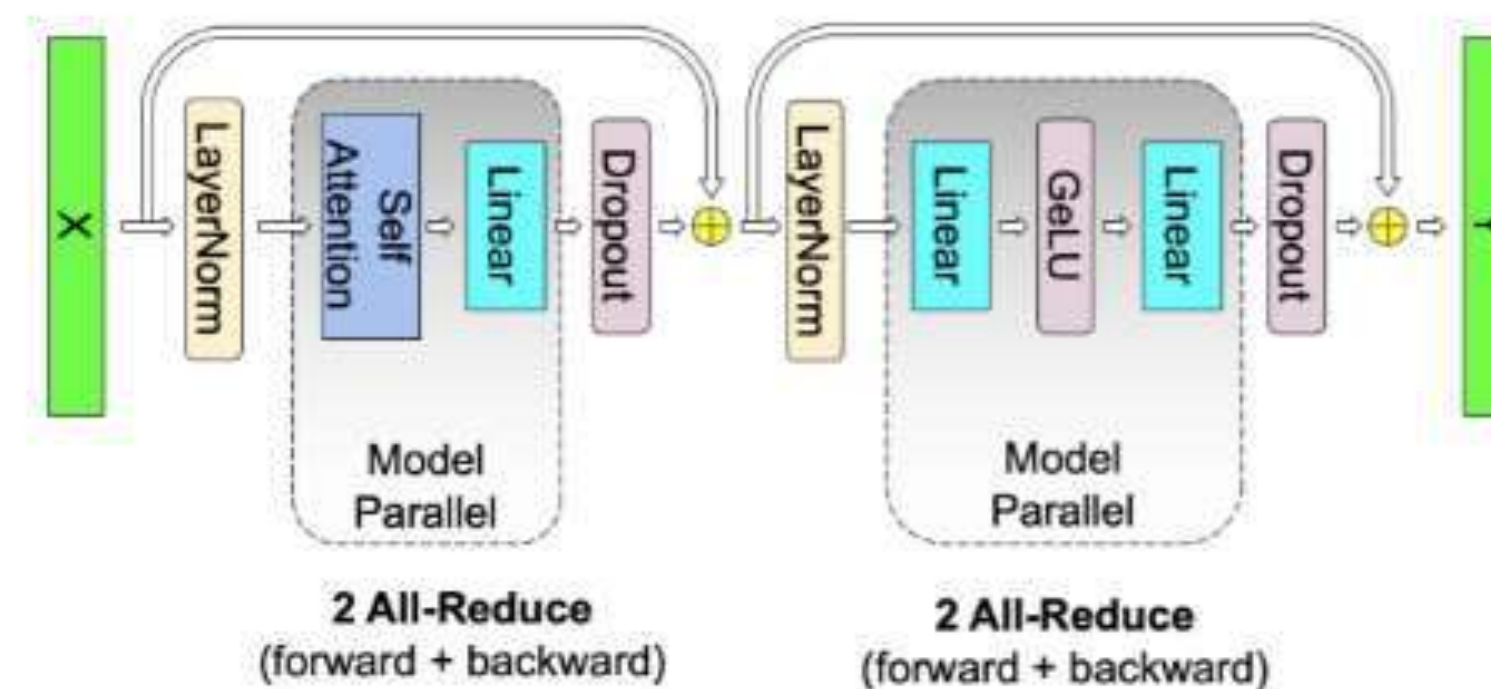 X
LayerNorm
Self
Attention
Linear
Dropout
LayerNorm
Linear
GeLU
Linear
Dropout
Model
Parallel
Model
Parallel
2 All-Reduce
(forward + backward)
2 All-Reduce
(forward + backward)